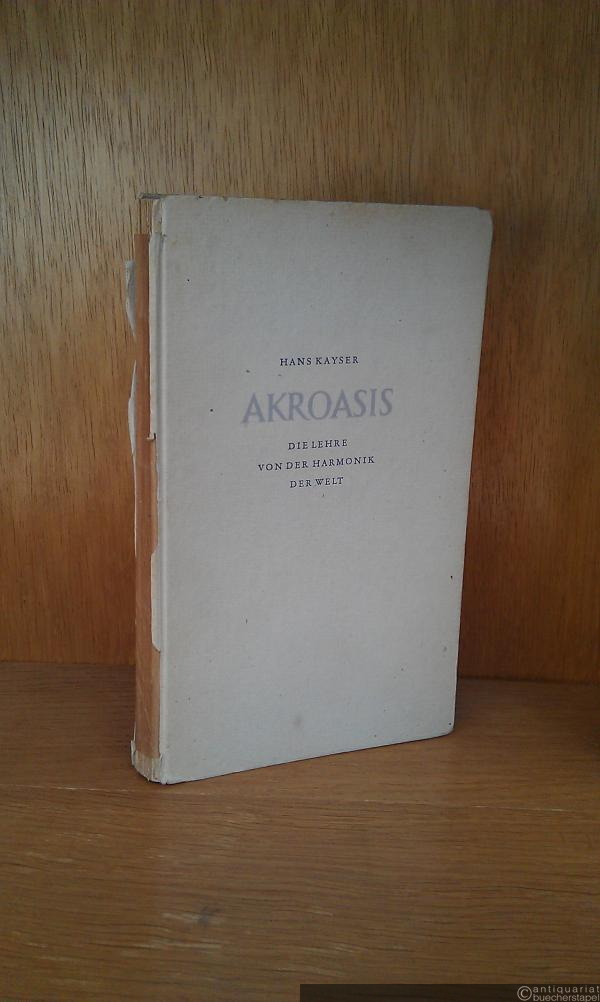 HANS KAYSER
AKROASIS
DIE LEHRE
VON DER HARMONIK
DER WELT
©antiquariat
buecherstapel